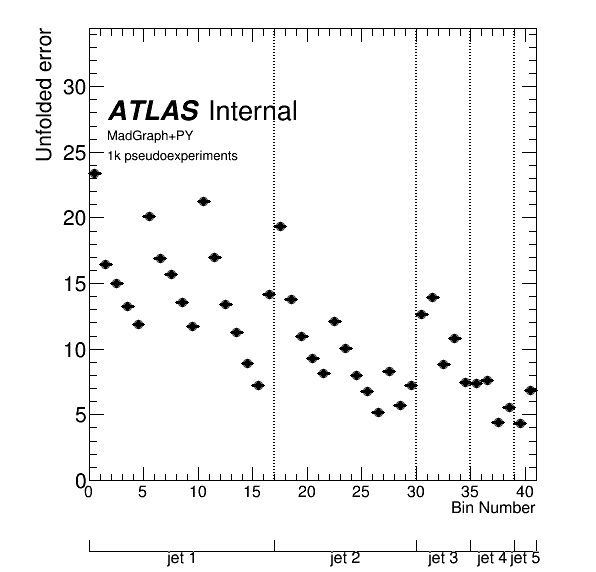 Unfolded error
30
25
20
15
10
5
0
ATLAS Internal
MadGraph+PY
1k pseudoexperiments
0 5 10 15 20 25 30 35 40
Bin Number
jet 1 jet 2 jet 3 jet 4 jet 5